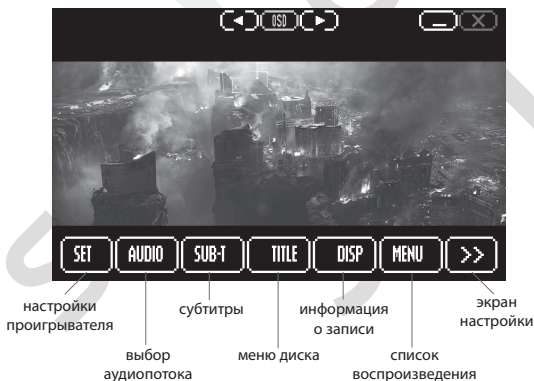 OSD
SET AUDIO SUB-T TITLE DISP MENU >>
настройки
проигрывателя
субтитры
информация
о записи
экран
настройки
выбор
аудиопотока
меню диска
список
воспроизведения